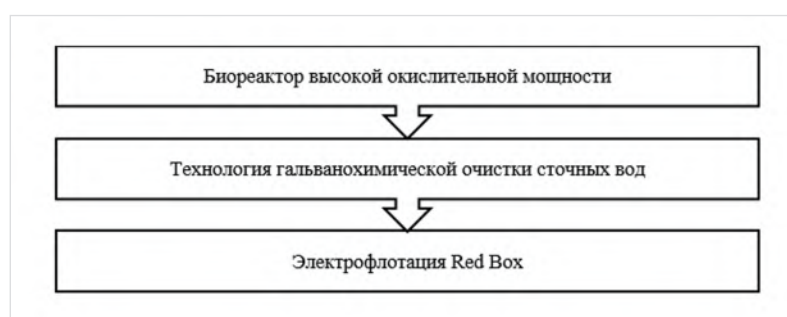 Биореактор высокой окислительной мощности
Технология гальванохимической очистки сточных вод
Электрофлотация Red Box